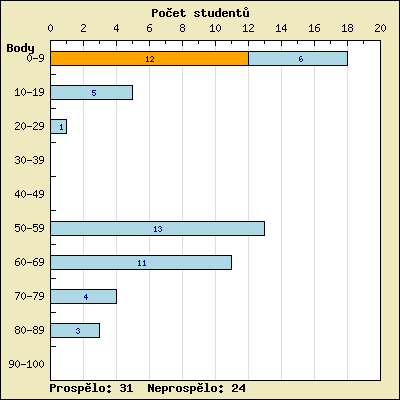 Počet studentů
0 2 4 6 8 10 12 14 16 18 20
Body
0-9 12 6
10-19 5
20-29 1
30-39
40-49
50-59 13
60-69 11
70-79 4
80-89 3
90-100
Prospělo: 31 Neprospělo: 24